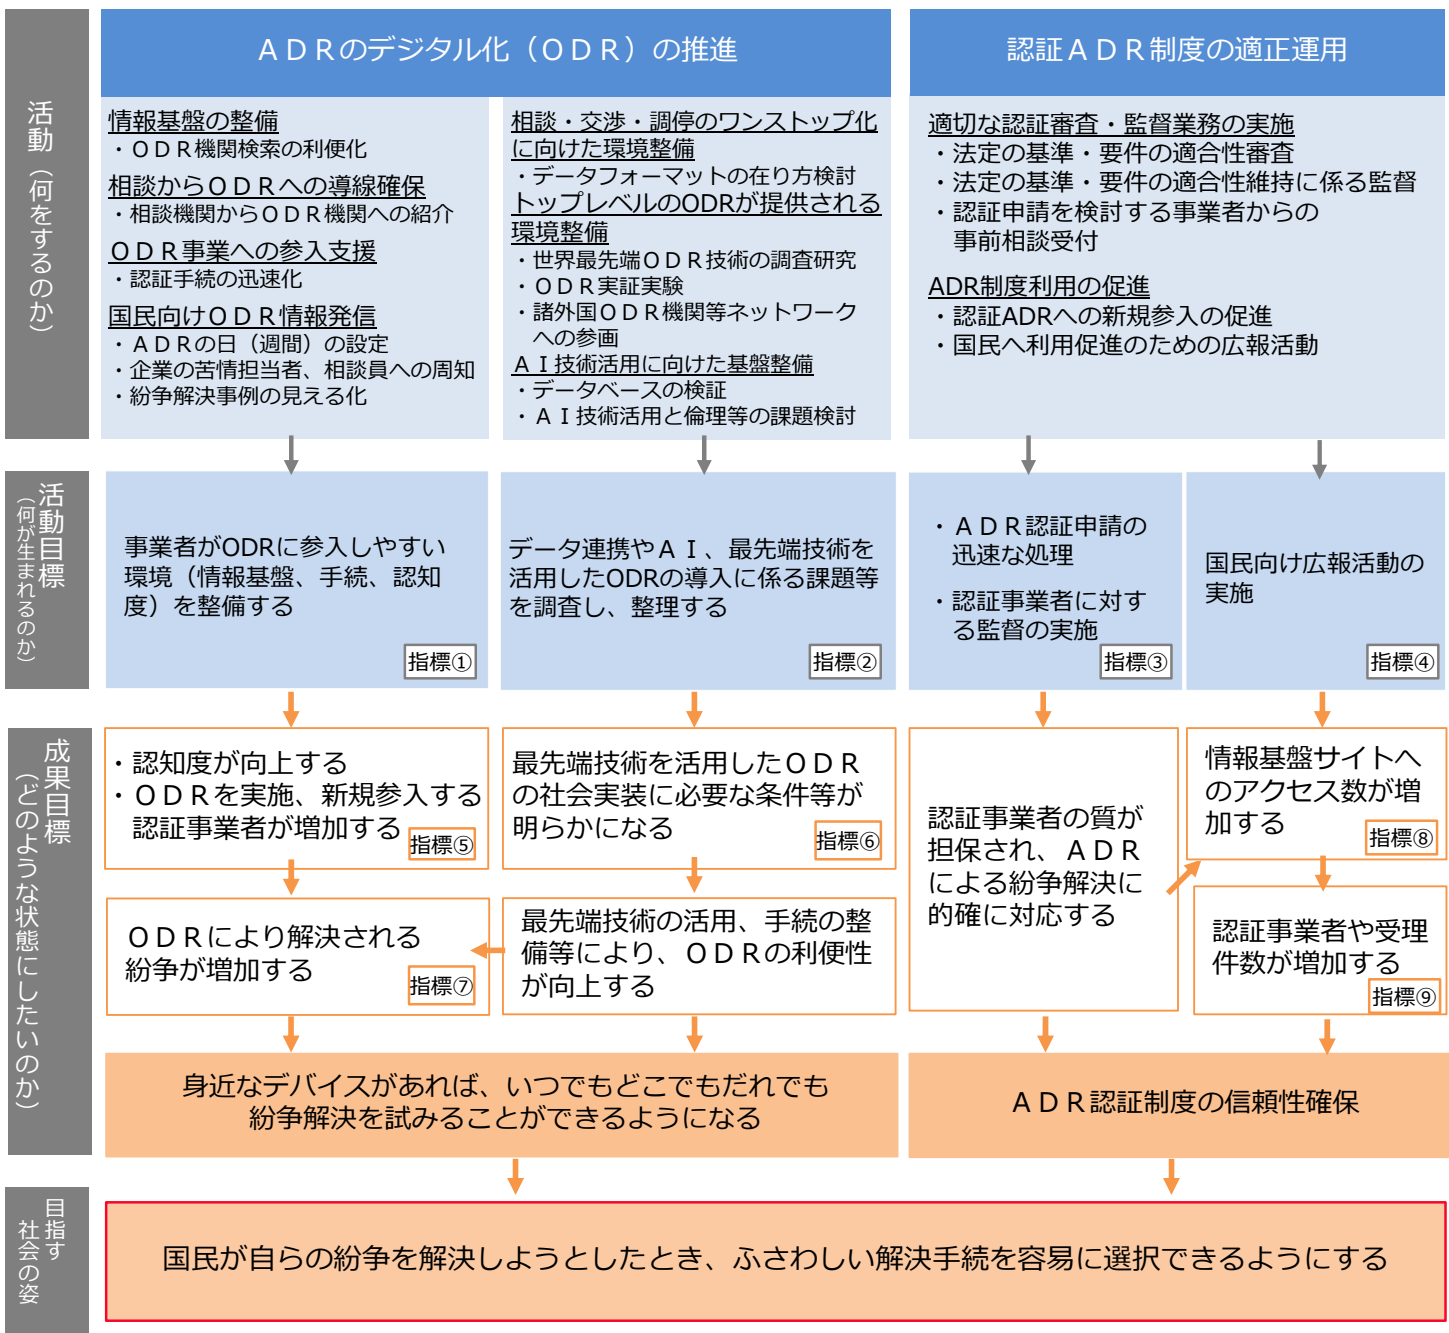 活動（何をするのか）
ＡＤＲのデジタル化（ＯＤＲ）の推進
情報基盤の整備
・ＯＤＲ機関検索の利便化
相談からＯＤＲへの導線確保
・相談機関からＯＤＲ機関への紹介
ＯＤＲ事業への参入支援
・認証手続の迅速化
国民向けＯＤＲ情報発信
・ＡＤＲの日（週間）の設定
・企業の苦情担当者、相談員への周知
・紛争解決事例の見える化
相談・交渉・調停のワンストップ化
に向けた環境整備
・データフォーマットの在り方検討
トップレベルのODRが提供される
環境整備
・世界最先端ＯＤＲ技術の調査研究
・ＯＤＲ実証実験
・諸外国ＯＤＲ機関等ネットワーク
への参画
ＡＩ技術活用に向けた基盤整備
・データベースの検証
・ＡＩ技術活用と倫理等の課題検討
認証ＡＤＲ制度の適正運用
適切な認証審査・監督業務の実施
・法定の基準・要件の適合性審査
・法定の基準・要件の適合性維持に係る監督
・認証申請を検討する事業者からの
事前相談受付
ADR制度利用の促進
・認証ADRへの新規参入の促進
・国民へ利用促進のための広報活動
活動目標
（何が生まれるのか）
事業者がODRに参入しやすい
環境（情報基盤、手続、認知
度）を整備する
指標①
データ連携やＡＩ、最先端技術を
活用したODRの導入に係る課題等
を調査し、整理する
指標②
・ＡＤＲ認証申請の
迅速な処理
・認証事業者に対す
る監督の実施
指標③
国民向け広報活動の
実施
指標④
成果目標
（どのような状態にしたいのか）
・認知度が向上する
・ＯＤＲを実施、新規参入する
認証事業者が増加する
指標⑤
最先端技術を活用したＯＤＲ
の社会実装に必要な条件等が
明らかになる
指標⑥
認証事業者の質が
担保され、ＡＤＲ
による紛争解決に
的確に対応する
情報基盤サイトへ
のアクセス数が増
加する
指標⑧
ＯＤＲにより解決される
紛争が増加する
指標⑦
最先端技術の活用、手続の整
備等により、ＯＤＲの利便性
が向上する
認証事業者や受理
件数が増加する
指標⑨
身近なデバイスがあれば、いつでもどこでもだれでも
紛争解決を試みることができるようになる
ＡＤＲ認証制度の信頼性確保
目指す
社会の姿
国民が自らの紛争を解決しようとしたとき、ふさわしい解決手続を容易に選択できるようにする